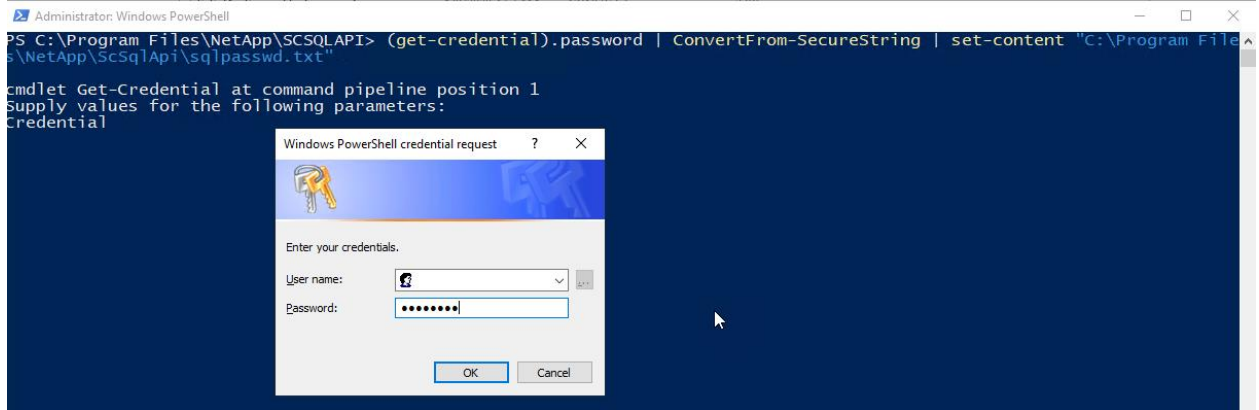 Administrator: Windows PowerShell
PS C:\Program Files\NetApp\SCSQLAPI> (get-credential).password | ConvertFrom-SecureString | set-content "C:\Program File
s\NetApp\ScSqlApi\sqlpasswd.txt"
cmdlet Get-Credential at command pipeline position 1
Supply values for the following parameters:
Credential
Windows PowerShell credential request
Enter your credentials.
User name:
Password: ••••••••
OK Cancel